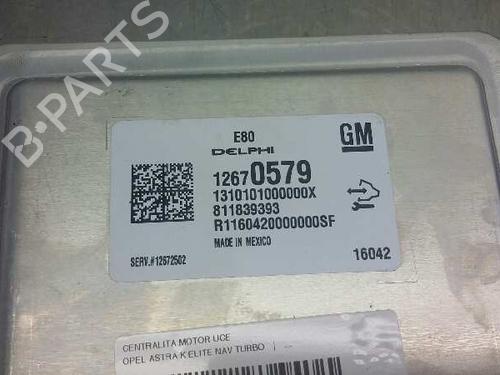 B-PARTS
E80
DELPHI
GM
12670579
1310101000000X
811839393
R1160420000000SF
MADE IN MEXICO
16042
SERV.#12672502
CENTRALITA MOTOR UCE
OPEL ASTRA K ELITE NAV TURBO